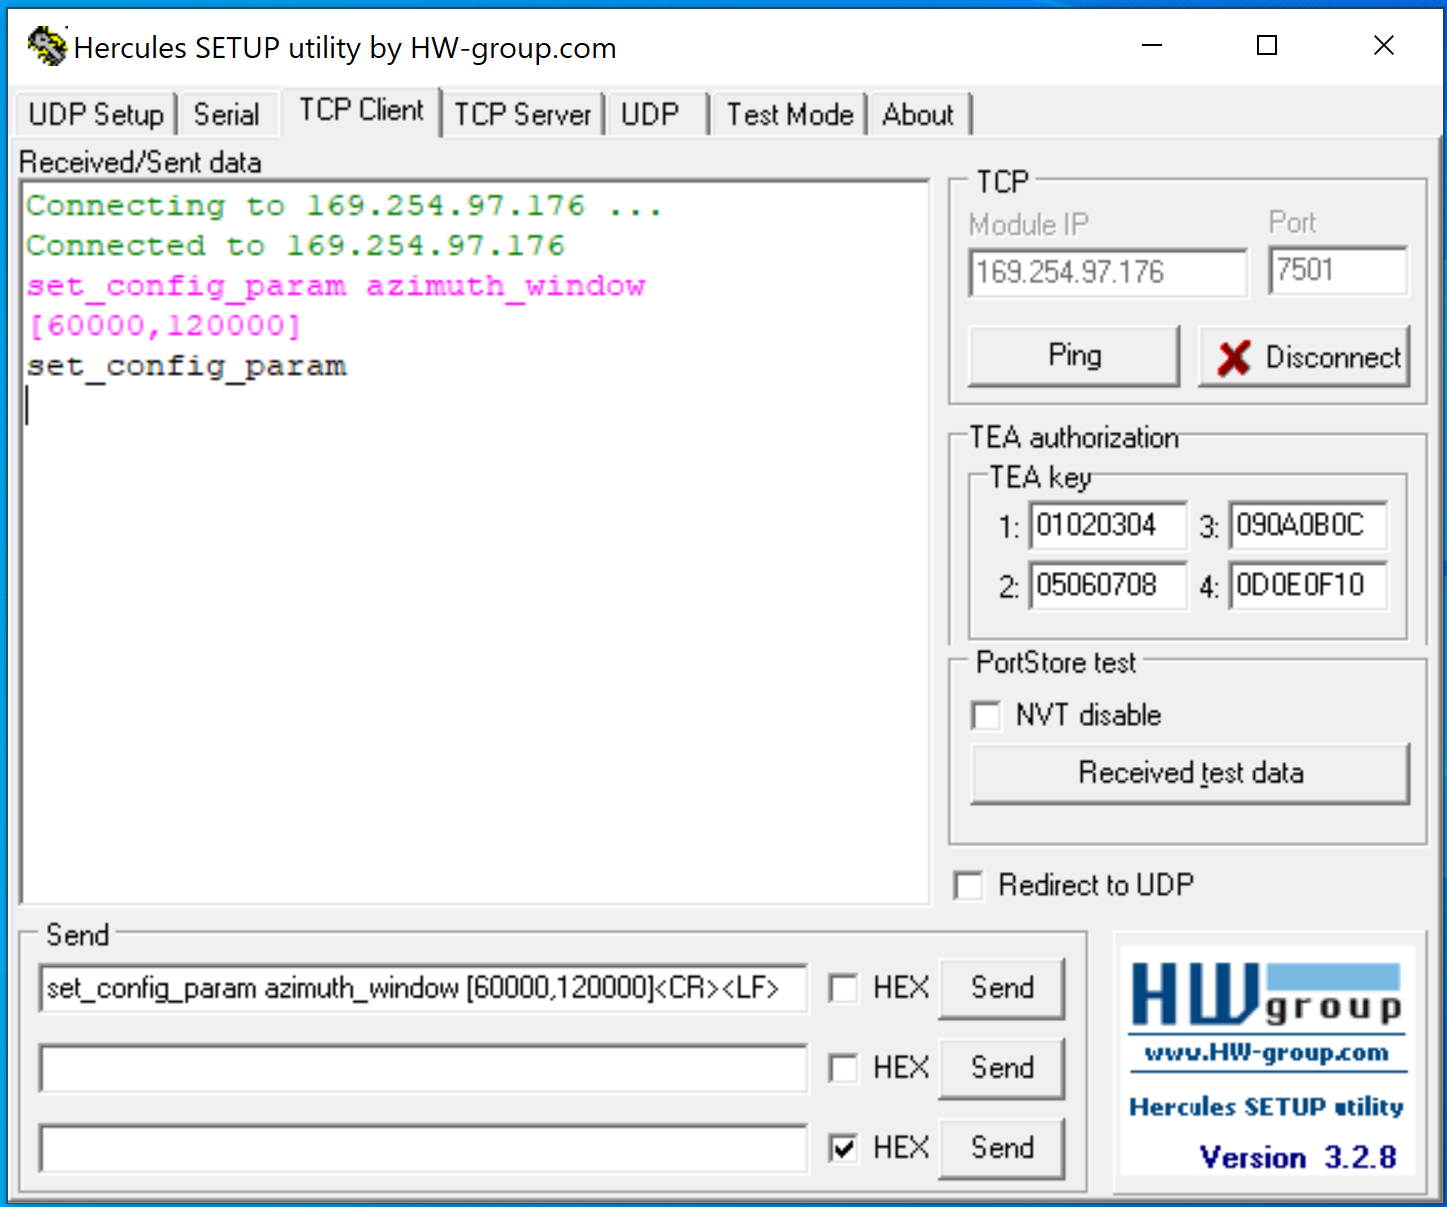 Hercules SETUP utility by HW-group.com
UDP Setup Serial TCP Client TCP Server UDP Test Mode About
Received/Sent data
Connecting to 169.254.97.176 ...
Connected to 169.254.97.176
set_config_param azimuth_window
[60000,120000]
set_config_param
TCP
Module IP Port
169.254.97.176 7501
Ping Disconnect
TEA authorization
TEA key
1: 01020304 3: 090A0B0C
2: 05060708 4: 0D0E0F10
PortStore test
NVT disable
Received test data
Redirect to UDP
Send
set_config_param azimuth_window [60000,120000]<CR><LF> HEX Send
HEX Send
HEX Send
HW group
www.HW-group.com
Hercules SETUP utility
Version 3.2.8